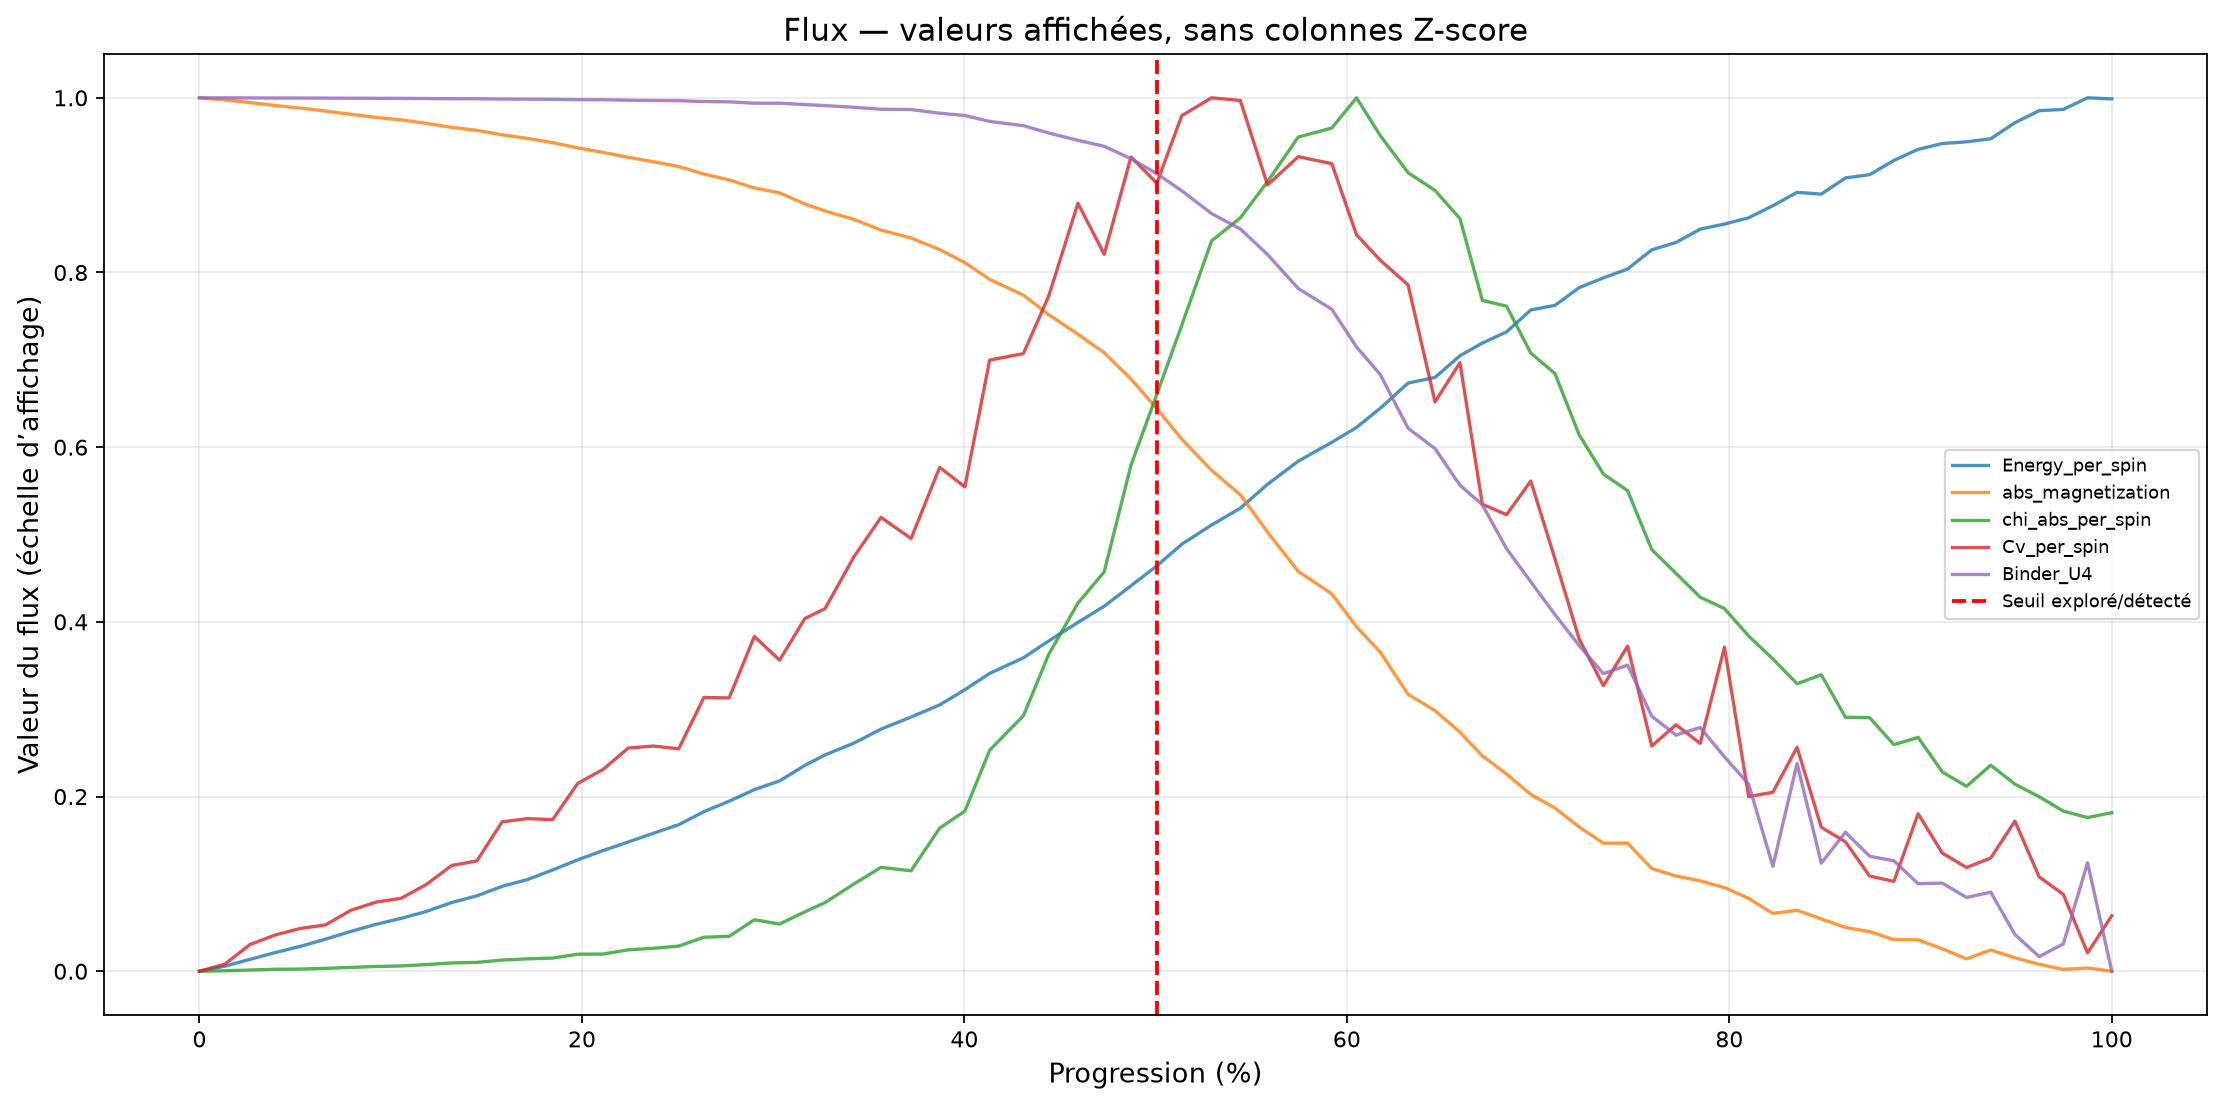 Flux — valeurs affichées, sans colonnes Z-score
Valeur du flux (échelle d’affichage)
1.0
0.8
0.6
0.4
0.2
0.0
Energy_per_spin
abs_magnetization
chi_abs_per_spin
Cv_per_spin
Binder_U4
Seuil exploré/détecté
0 20 40 60 80 100
Progression (%)